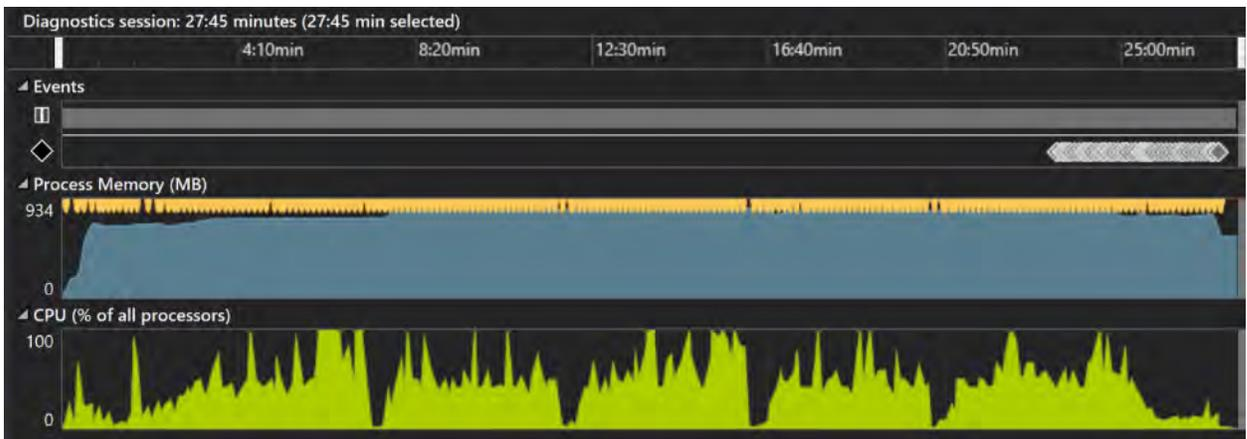 Diagnostics session: 27:45 minutes (27:45 min selected)
4:10min 8:20min 12:30min 16:40min 20:50min 25:00min
Events
Process Memory (MB)
934
0
CPU (% of all processors)
100
0